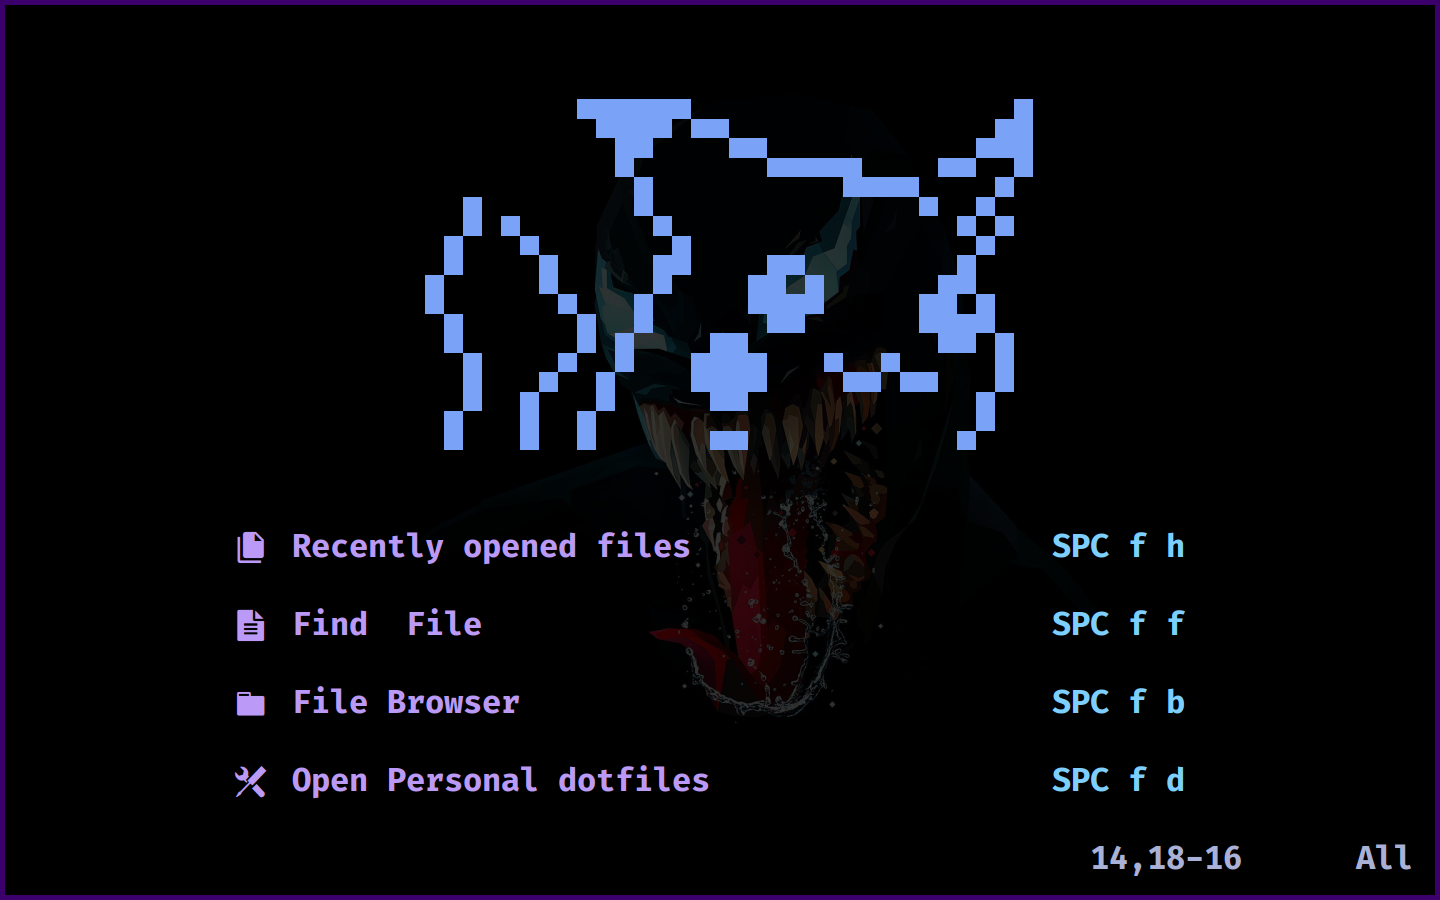 Recently opened files SPC f h
Find  File SPC f f
File Browser SPC f b
Open Personal dotfiles SPC f d
14,18-16 All